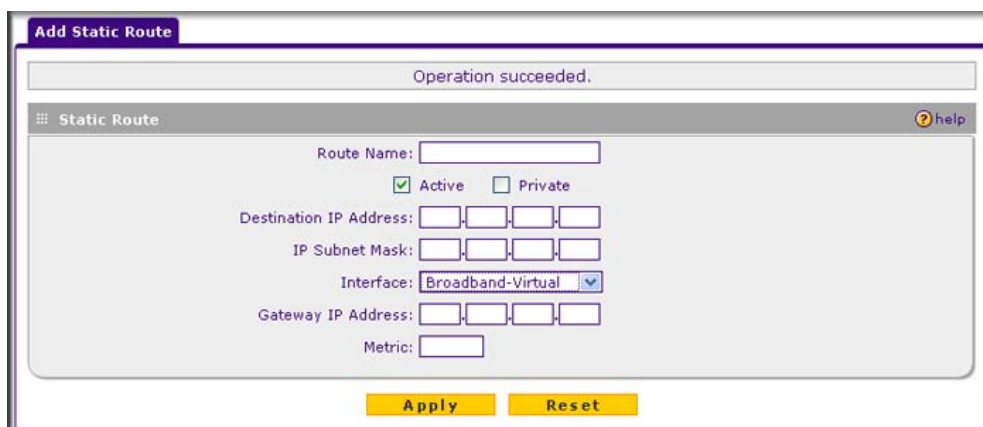 Add Static Route
Operation succeeded.
Static Route
help
Route Name:
Active Private
Destination IP Address:
IP Subnet Mask:
Interface: Broadband-Virtual
Gateway IP Address:
Metric:
Apply Reset